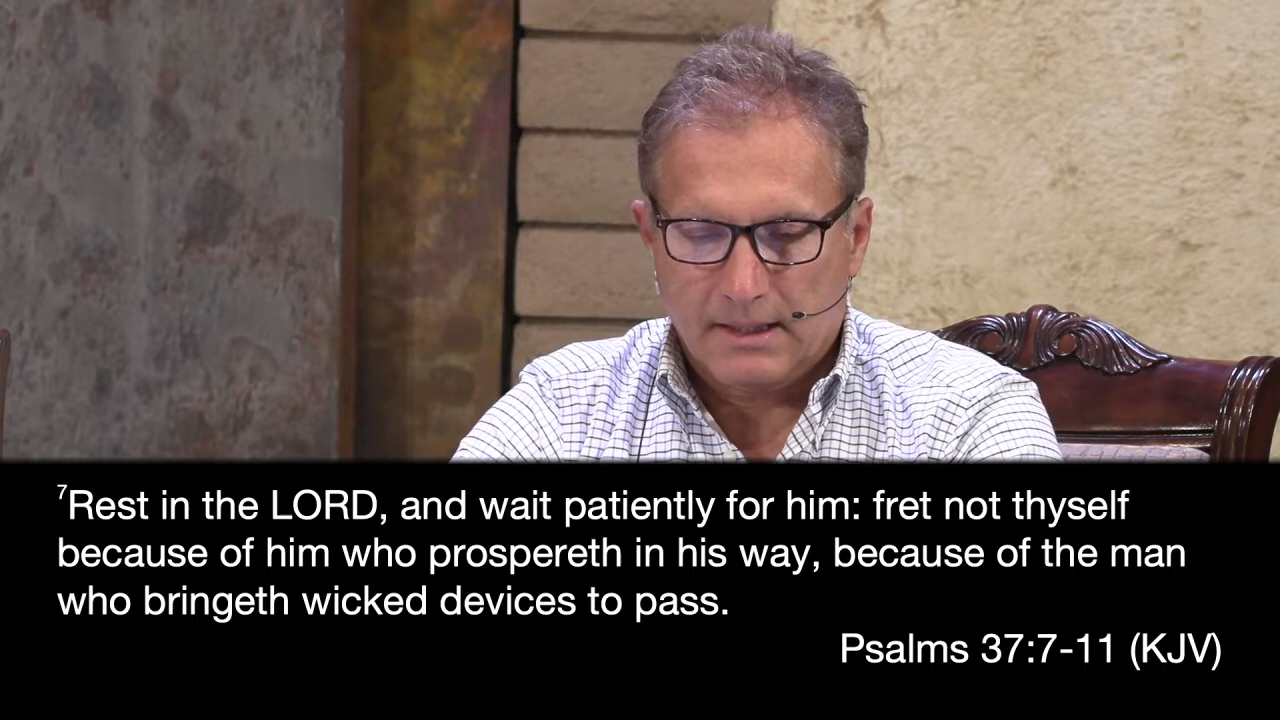 ⁷Rest in the LORD, and wait patiently for him: fret not thyself
because of him who prospereth in his way, because of the man
who bringeth wicked devices to pass.
Psalms 37:7-11 (KJV)